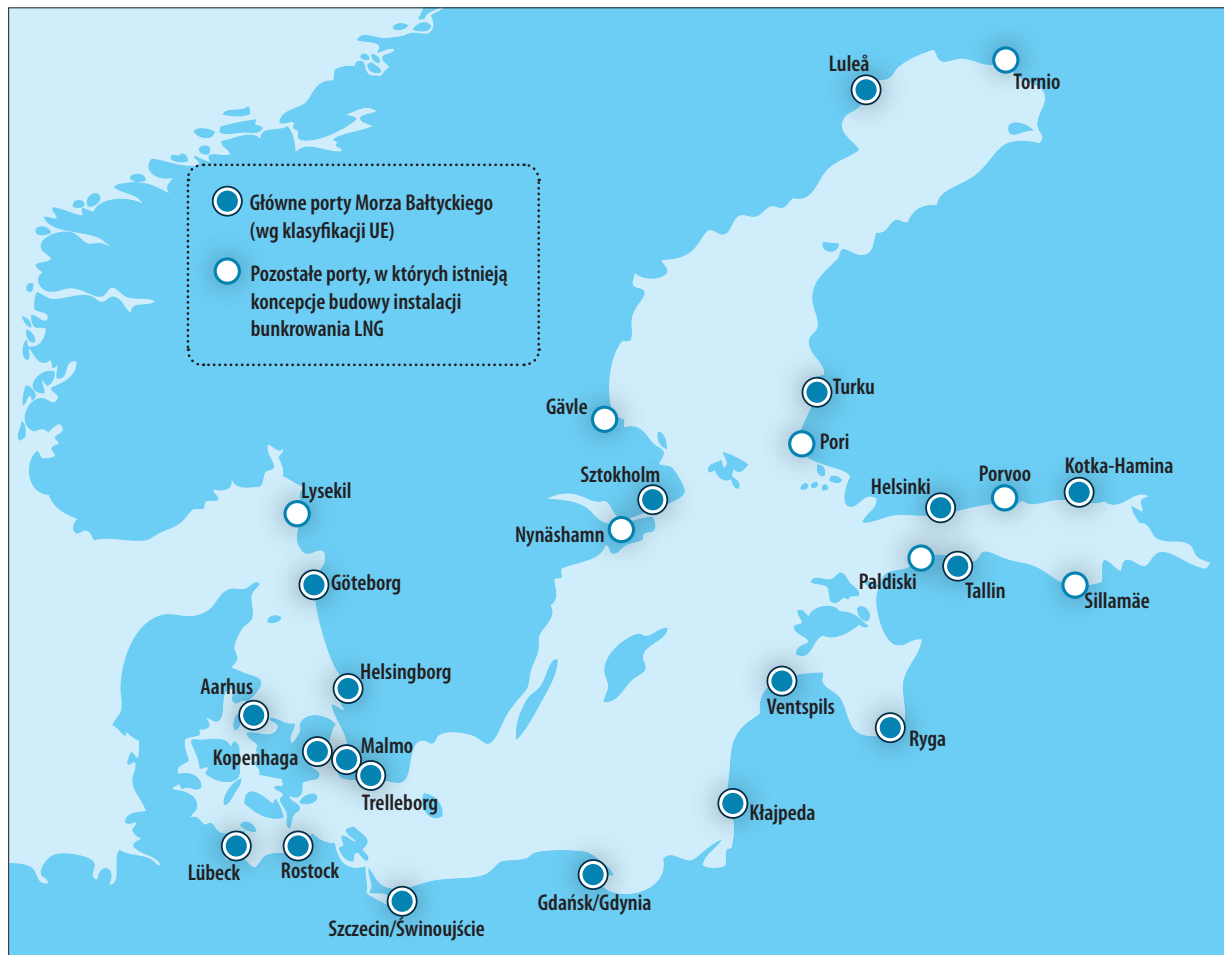 Luleå
Tornio
Główne porty Morza Bałtyckiego
(wg klasyfikacji UE)
Pozostałe porty, w których istnieją
koncepcje budowy instalacji
bunkrowania LNG
Turku
Gävle
Pori
Sztokholm
Nynäshamn
Helsinki
Porvoo
Kotka-Hamina
Lysekil
Göteborg
Paldiski
Tallin
Sillamäe
Helsingborg
Aarhus
Ventspils
Ryga
Kopenhaga
Malmo
Trelleborg
Kłajpeda
Lübeck
Rostock
Gdańsk/Gdynia
Szczecin/Świnoujście